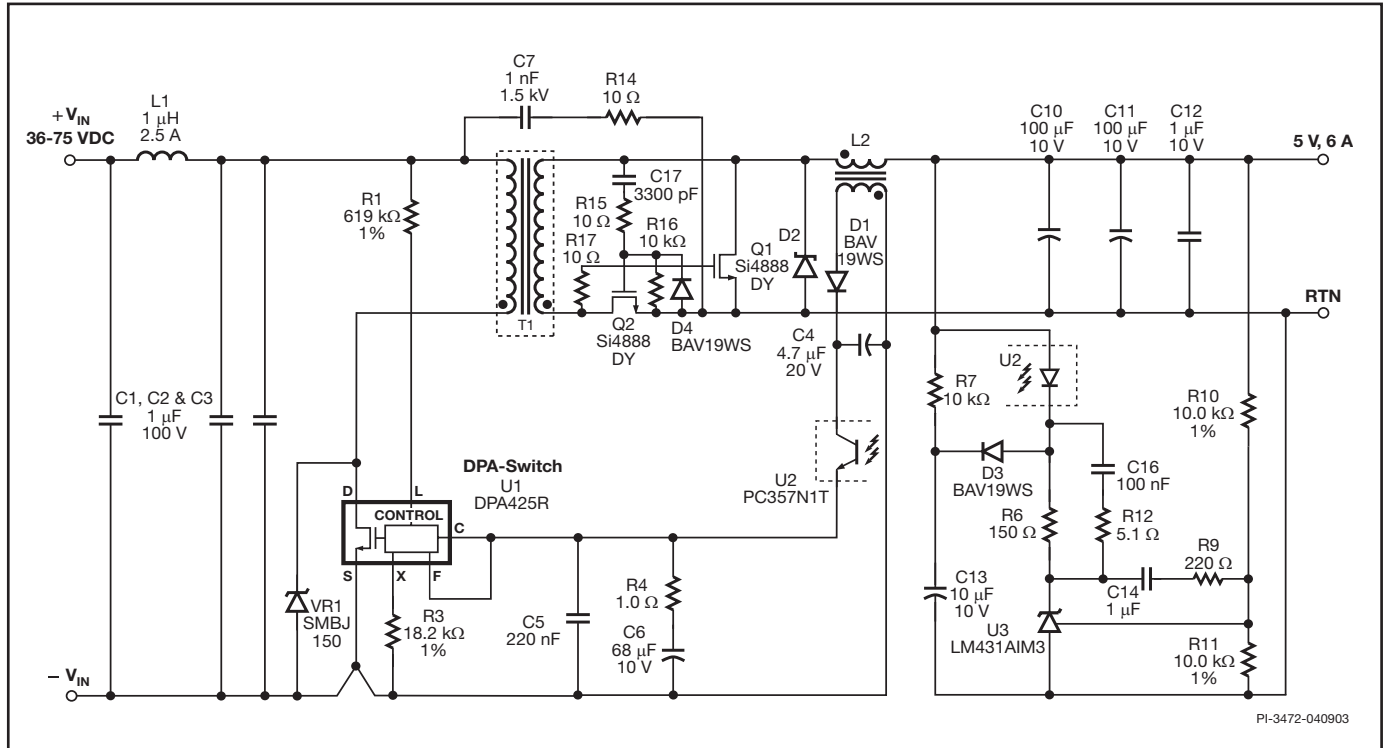 C7
1 nF
1.5 kV
R14
10 Ω
L1
1 μH
2.5 A
+ VIN
36-75 VDC
C10
100 μF
10 V
C11
100 μF
10 V
C12
1 μF
10 V
5 V, 6 A
L2
R1
619 kΩ
1%
C17
3300 pF
R15
10 Ω
R16
10 kΩ
R17
10 Ω
Q1
Si4888
DY
D2
D1
BAV
19WS
T1
Q2
Si4888
DY
D4
BAV19WS
RTN
C4
4.7 μF
20 V
U2
R7
10 kΩ
R10
10.0 kΩ
1%
C1, C2 & C3
1 μF
100 V
DPA-Switch
U1
DPA425R
D
L
CONTROL
C
S
X
F
U2
PC357N1T
D3
BAV19WS
C16
100 nF
R6
150 Ω
R12
5.1 Ω
R9
220 Ω
VR1
SMBJ
150
R3
18.2 kΩ
1%
C5
220 nF
R4
1.0 Ω
C6
68 μF
10 V
C13
10 μF
10 V
C14
1 μF
U3
LM431AIM3
R11
10.0 kΩ
1%
− VIN
PI-3472-040903